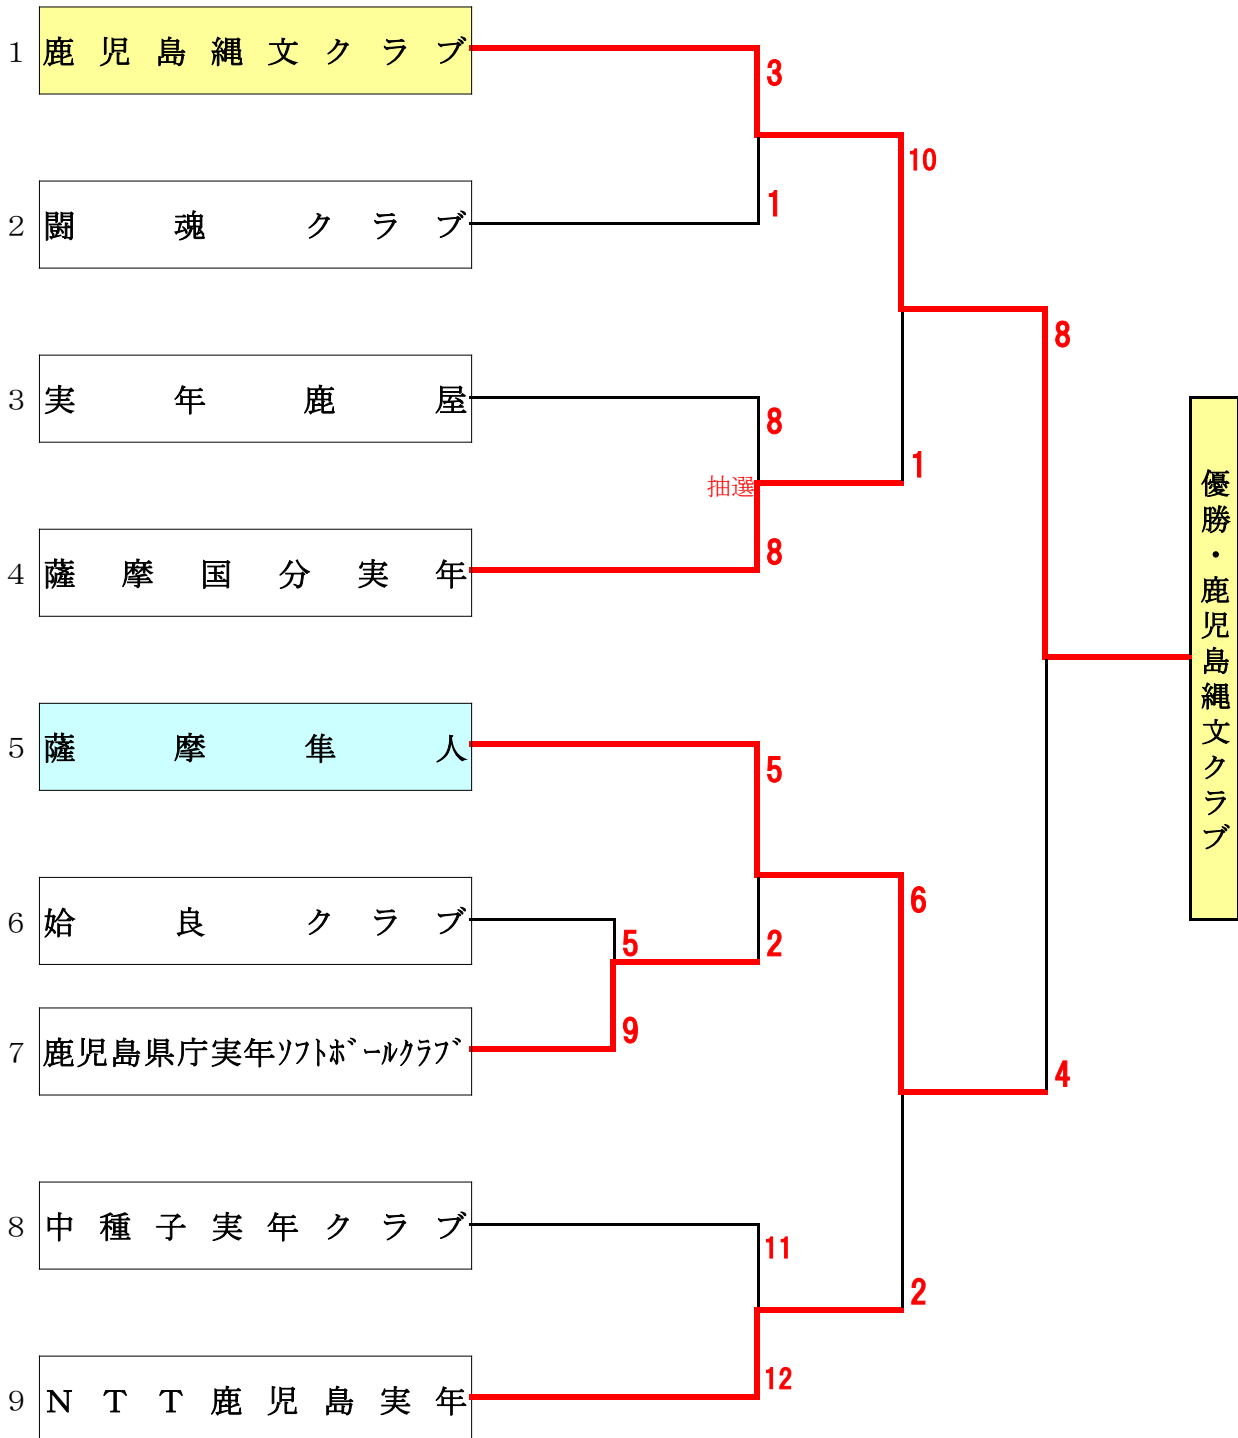 1 鹿児島縄文クラブ
3
10
2 闘魂クラブ
1
8
3 実年鹿屋
8
1
抽選
4 薩摩国分実年
8
優勝・鹿児島縄文クラブ
5 薩摩隼人
5
6
6 姶良クラブ
5
2
7 鹿児島県庁実年ｿﾌﾄﾎﾞｰﾙｸﾗﾌﾞ
9
4
8 中種子実年クラブ
11
2
9 ＮＴＴ鹿児島実年
12